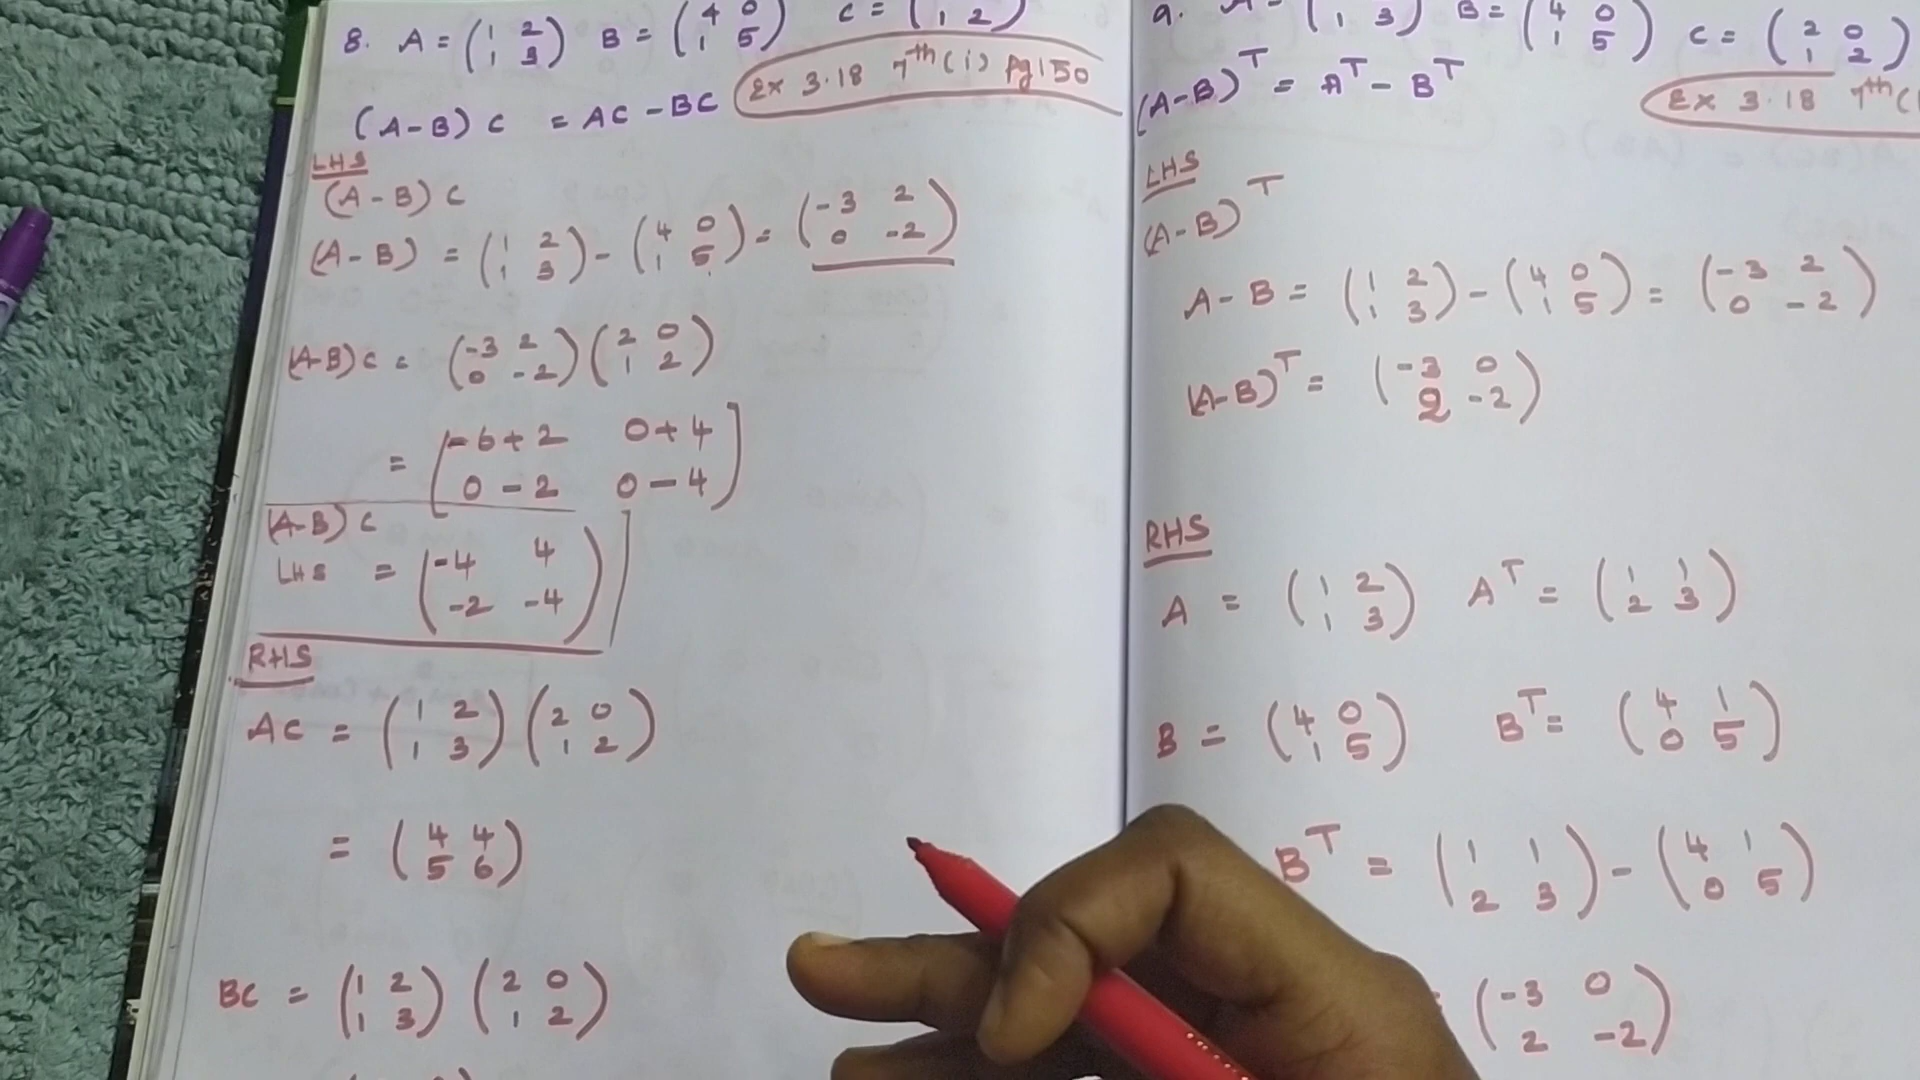 8. A = (1 2 B = (4 0 C = (
1 3) 1 5) 1 2)
(A-B) C = AC - BC
Ex 3.18 7th (i) Pg 150
LHS
(A-B) C
(A-B) = (1 2 - (4 0 = (-3 2
1 3) 1 5) 0 -2)
(A-B) C = (-3 2 (2 0
0 -2) 1 2)
= [-6+2 0+4
0-2 0-4]
(A-B) C
LHS = (-4 4
-2 -4)
RHS
AC = (1 2 (2 0
1 3) 1 2)
= (4 4
5 6)
BC = (1 2 (2 0
1 3) 1 2)
9. A = ( B = (4 0 C = (2 0
1 3) 1 5) 1 2)
(A-B)ᵀ = Aᵀ - Bᵀ
Ex 3.18 7th (
LHS
(A-B)ᵀ
A-B = (1 2 - (4 0 = (-3 2
1 3) 1 5) 0 -2)
(A-B)ᵀ = (-3 0
2 -2)
RHS
A = (1 2 Aᵀ = (1 1
1 3) 2 3)
B = (4 0 Bᵀ = (4 1
1 5) 0 5)
Bᵀ = (1 1 - (4 1
2 3) 0 5)
(-3 0
2 -2)